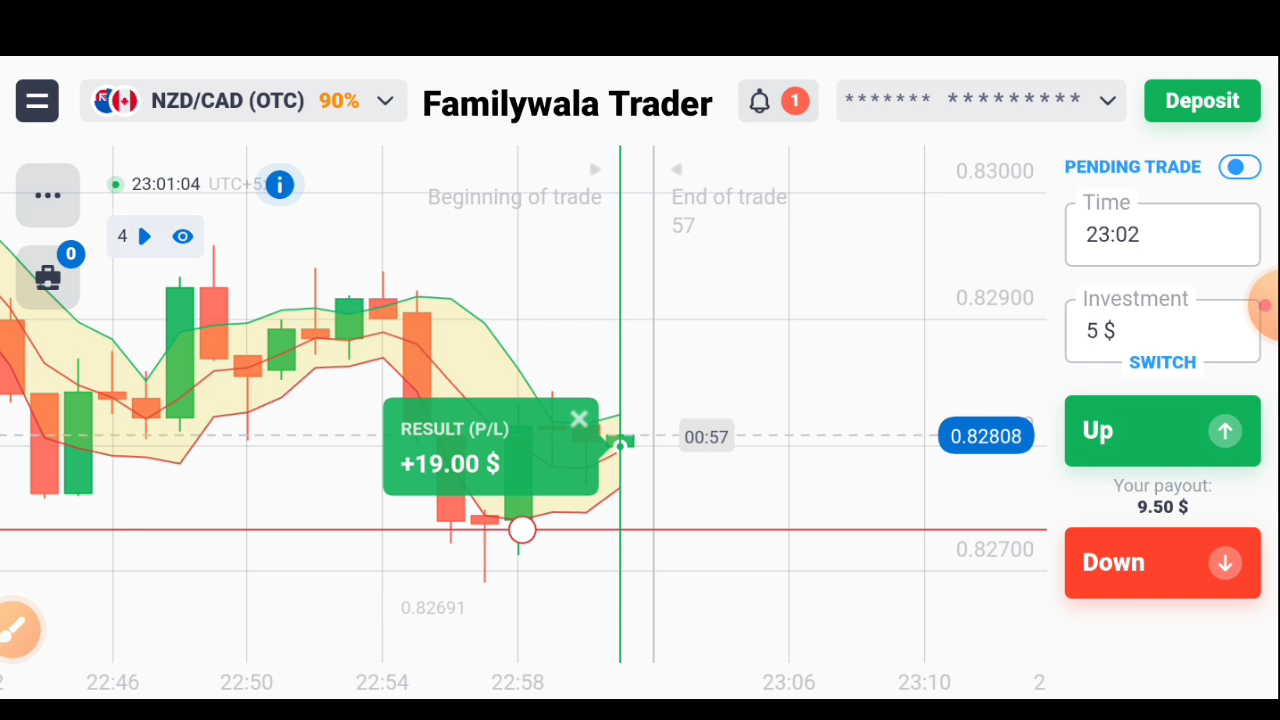 NZD/CAD (OTC) 90%
Familywala Trader
1
******* *********
Deposit
23:01:04 UTC+5:
4
0
Beginning of trade
End of trade
57
0.83000
0.82900
0.82808
0.82700
00:57
RESULT (P/L)
+19.00 $
0.82691
PENDING TRADE
Time
23:02
Investment
5 $
SWITCH
Up
Your payout:
9.50 $
Down
22:46 22:50 22:54 22:58 23:06 23:10 2